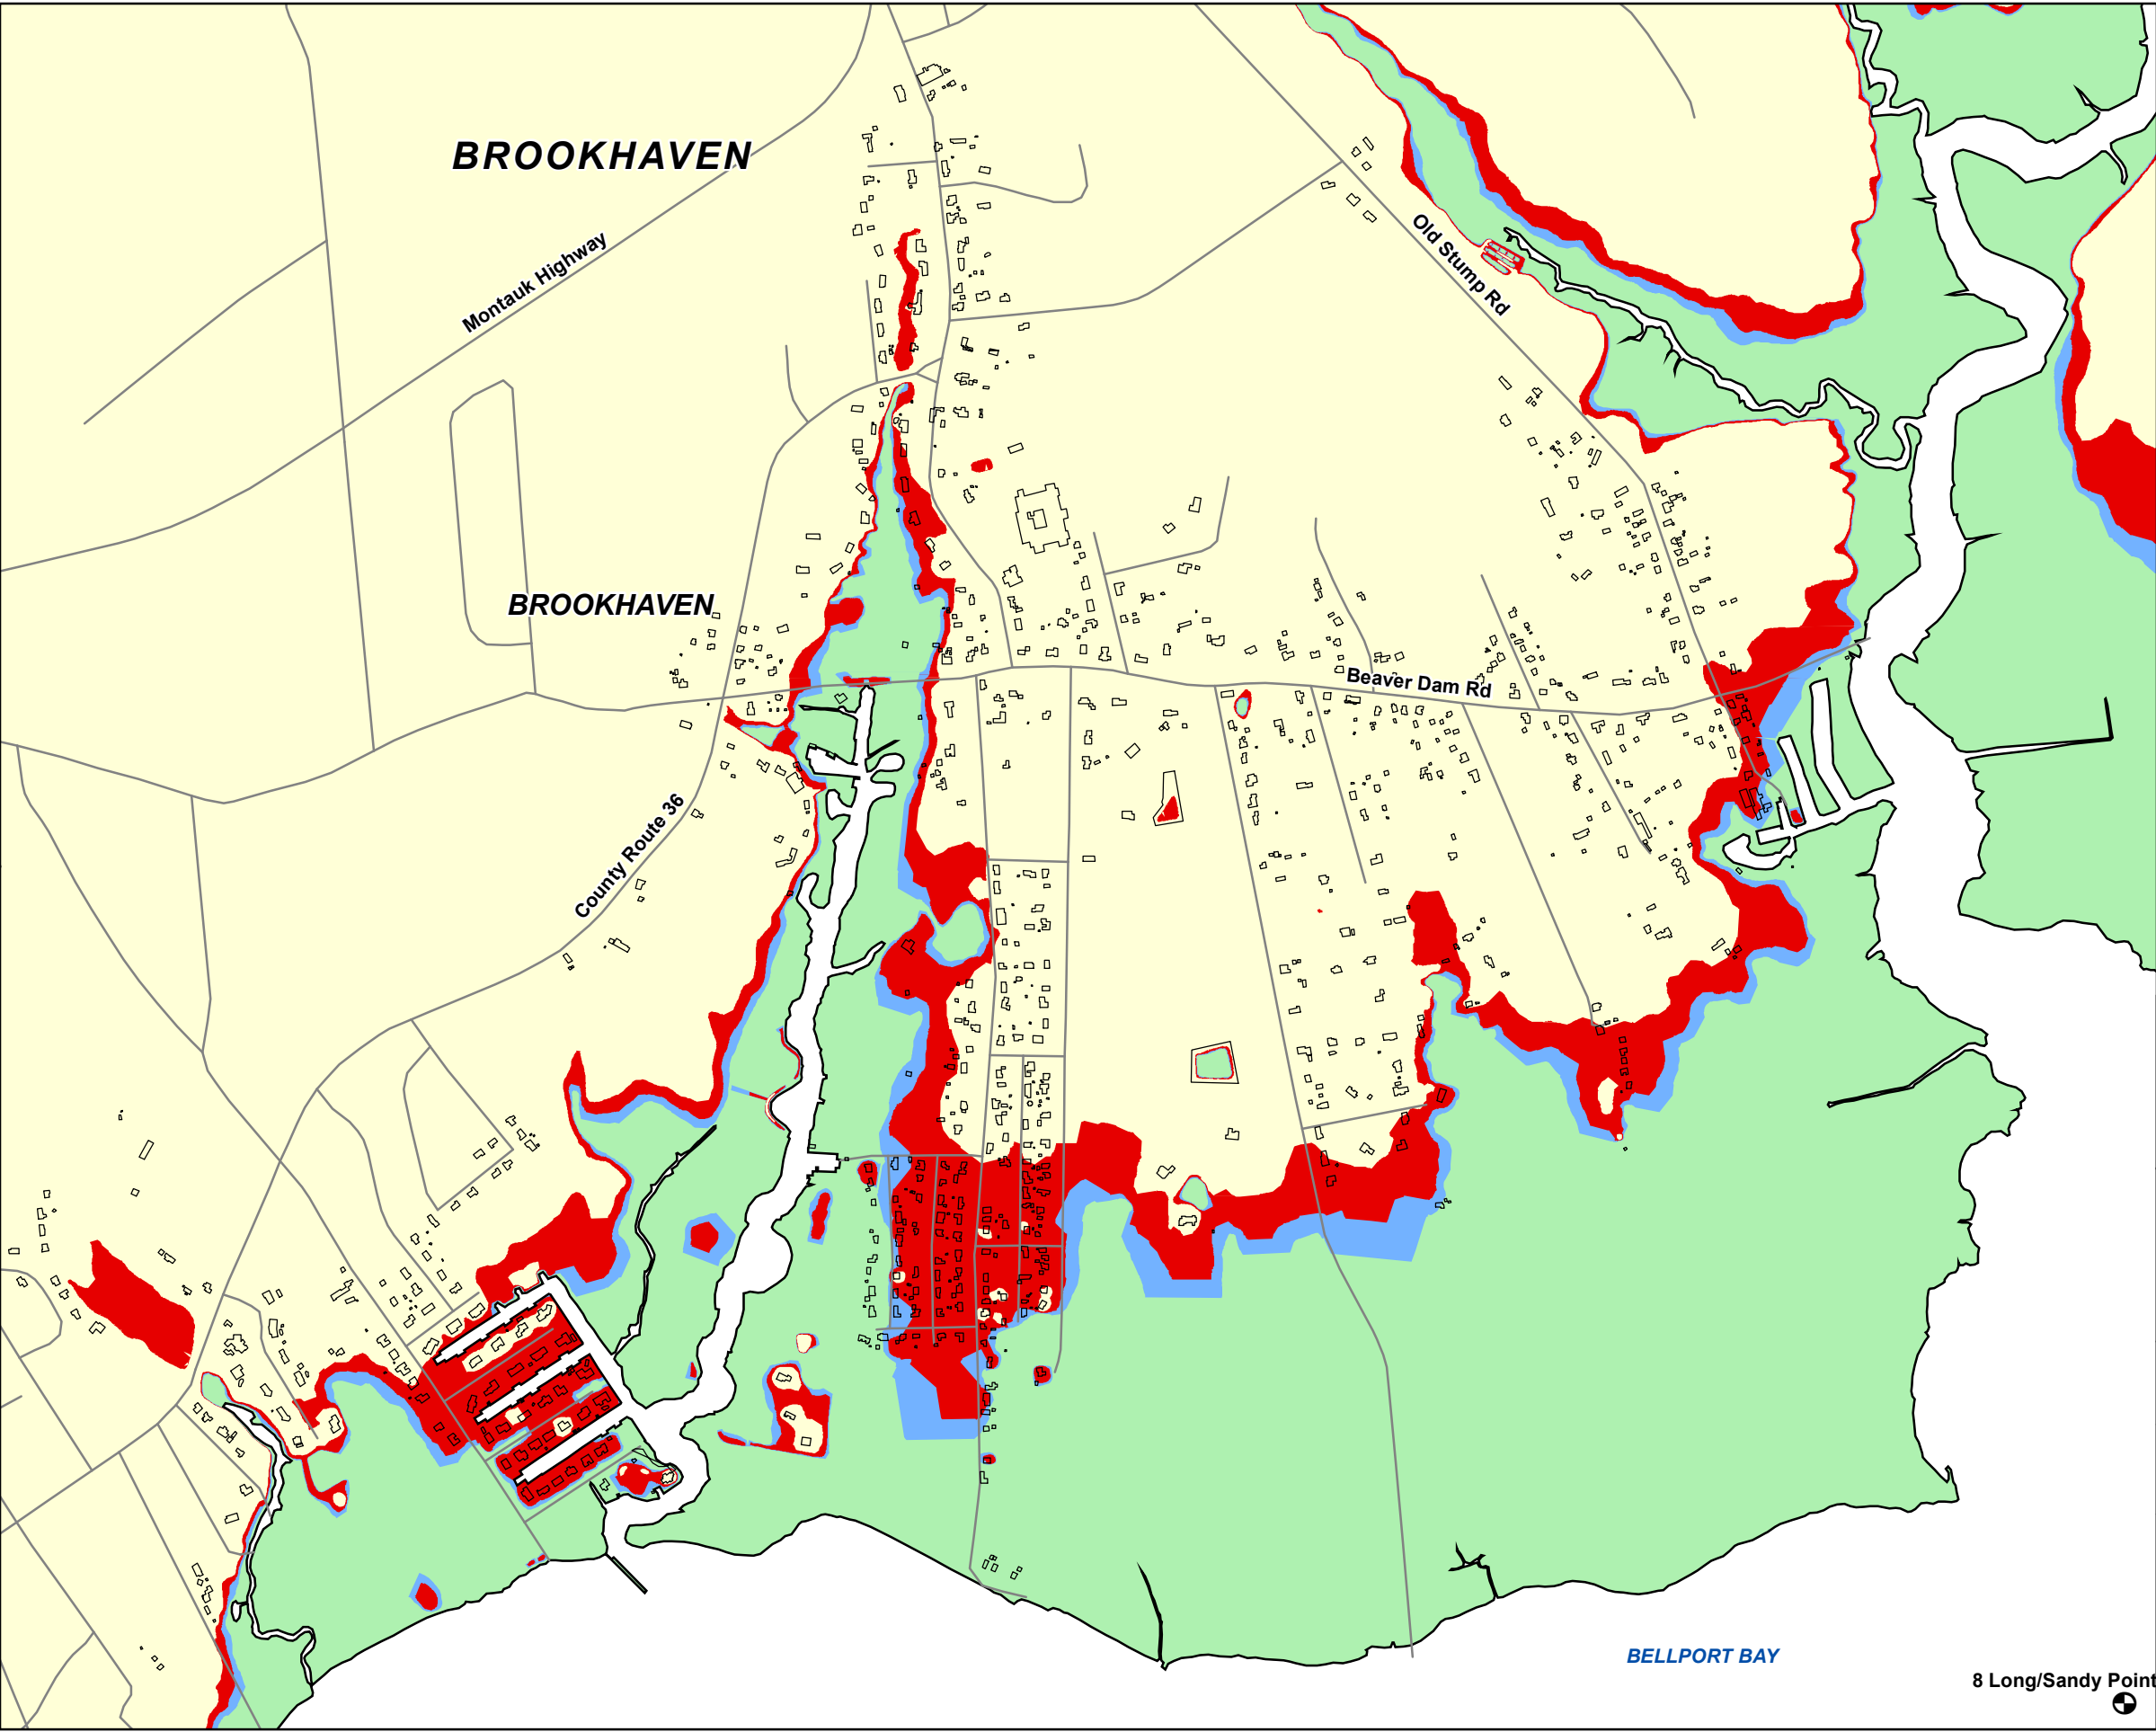 BROOKHAVEN
Montauk Highway
Old Stump Rd
BROOKHAVEN
Beaver Dam Rd
County Route 36
BELLPORT BAY
8 Long/Sandy Point